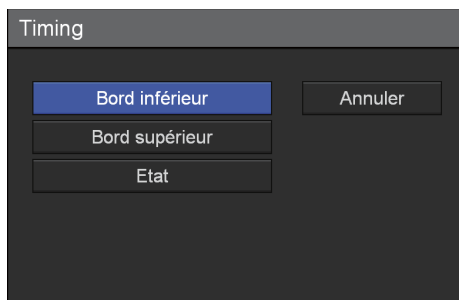 Timing
Bord inférieur
Annuler
Bord supérieur
Etat